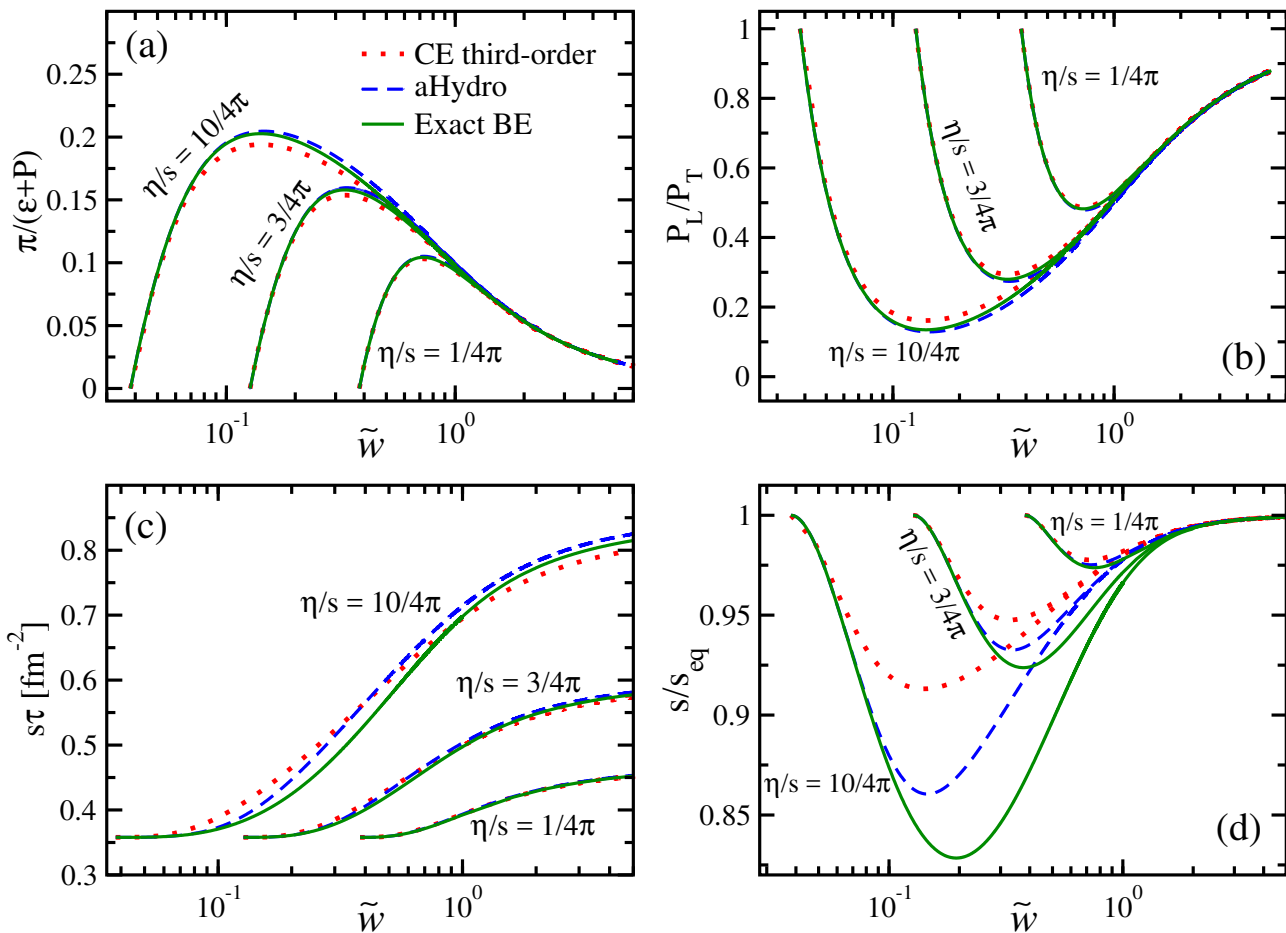 (a)
CE third-order
aHydro
Exact BE
η/s = 10/4π
η/s = 3/4π
η/s = 1/4π
π/(ε+P)
0.25
0.2
0.15
0.1
0.05
0
10⁻¹
10⁰
w̃
(b)
η/s = 1/4π
η/s = 3/4π
η/s = 10/4π
P_L/P_T
1
0.8
0.6
0.4
0.2
0
10⁻¹
10⁰
w̃
(c)
η/s = 10/4π
η/s = 3/4π
η/s = 1/4π
sτ [fm⁻²]
0.8
0.7
0.6
0.5
0.4
0.3
10⁻¹
10⁰
w̃
(d)
η/s = 1/4π
η/s = 3/4π
η/s = 10/4π
s/s_eq
1
0.95
0.9
0.85
10⁻¹
10⁰
w̃